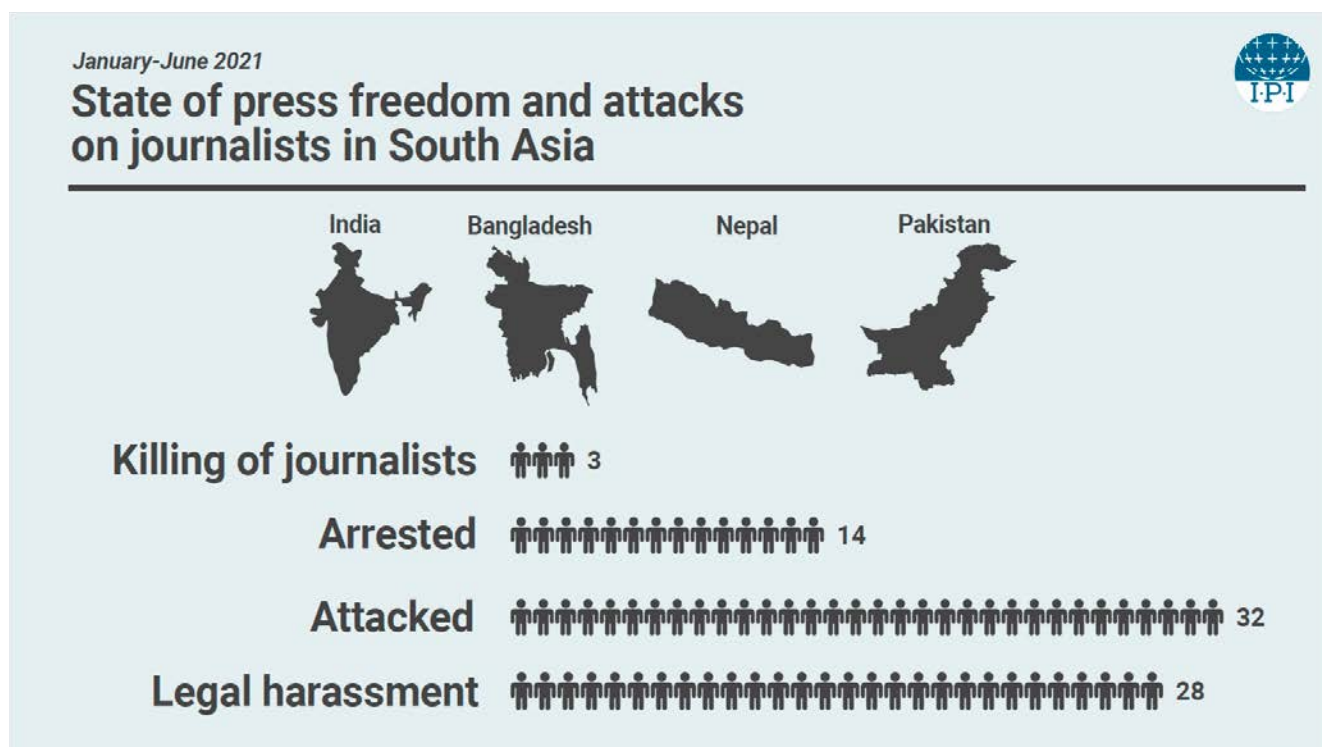 January-June 2021
State of press freedom and attacks
on journalists in South Asia
I·P·I
India Bangladesh Nepal Pakistan
Killing of journalists 3
Arrested 14
Attacked 32
Legal harassment 28